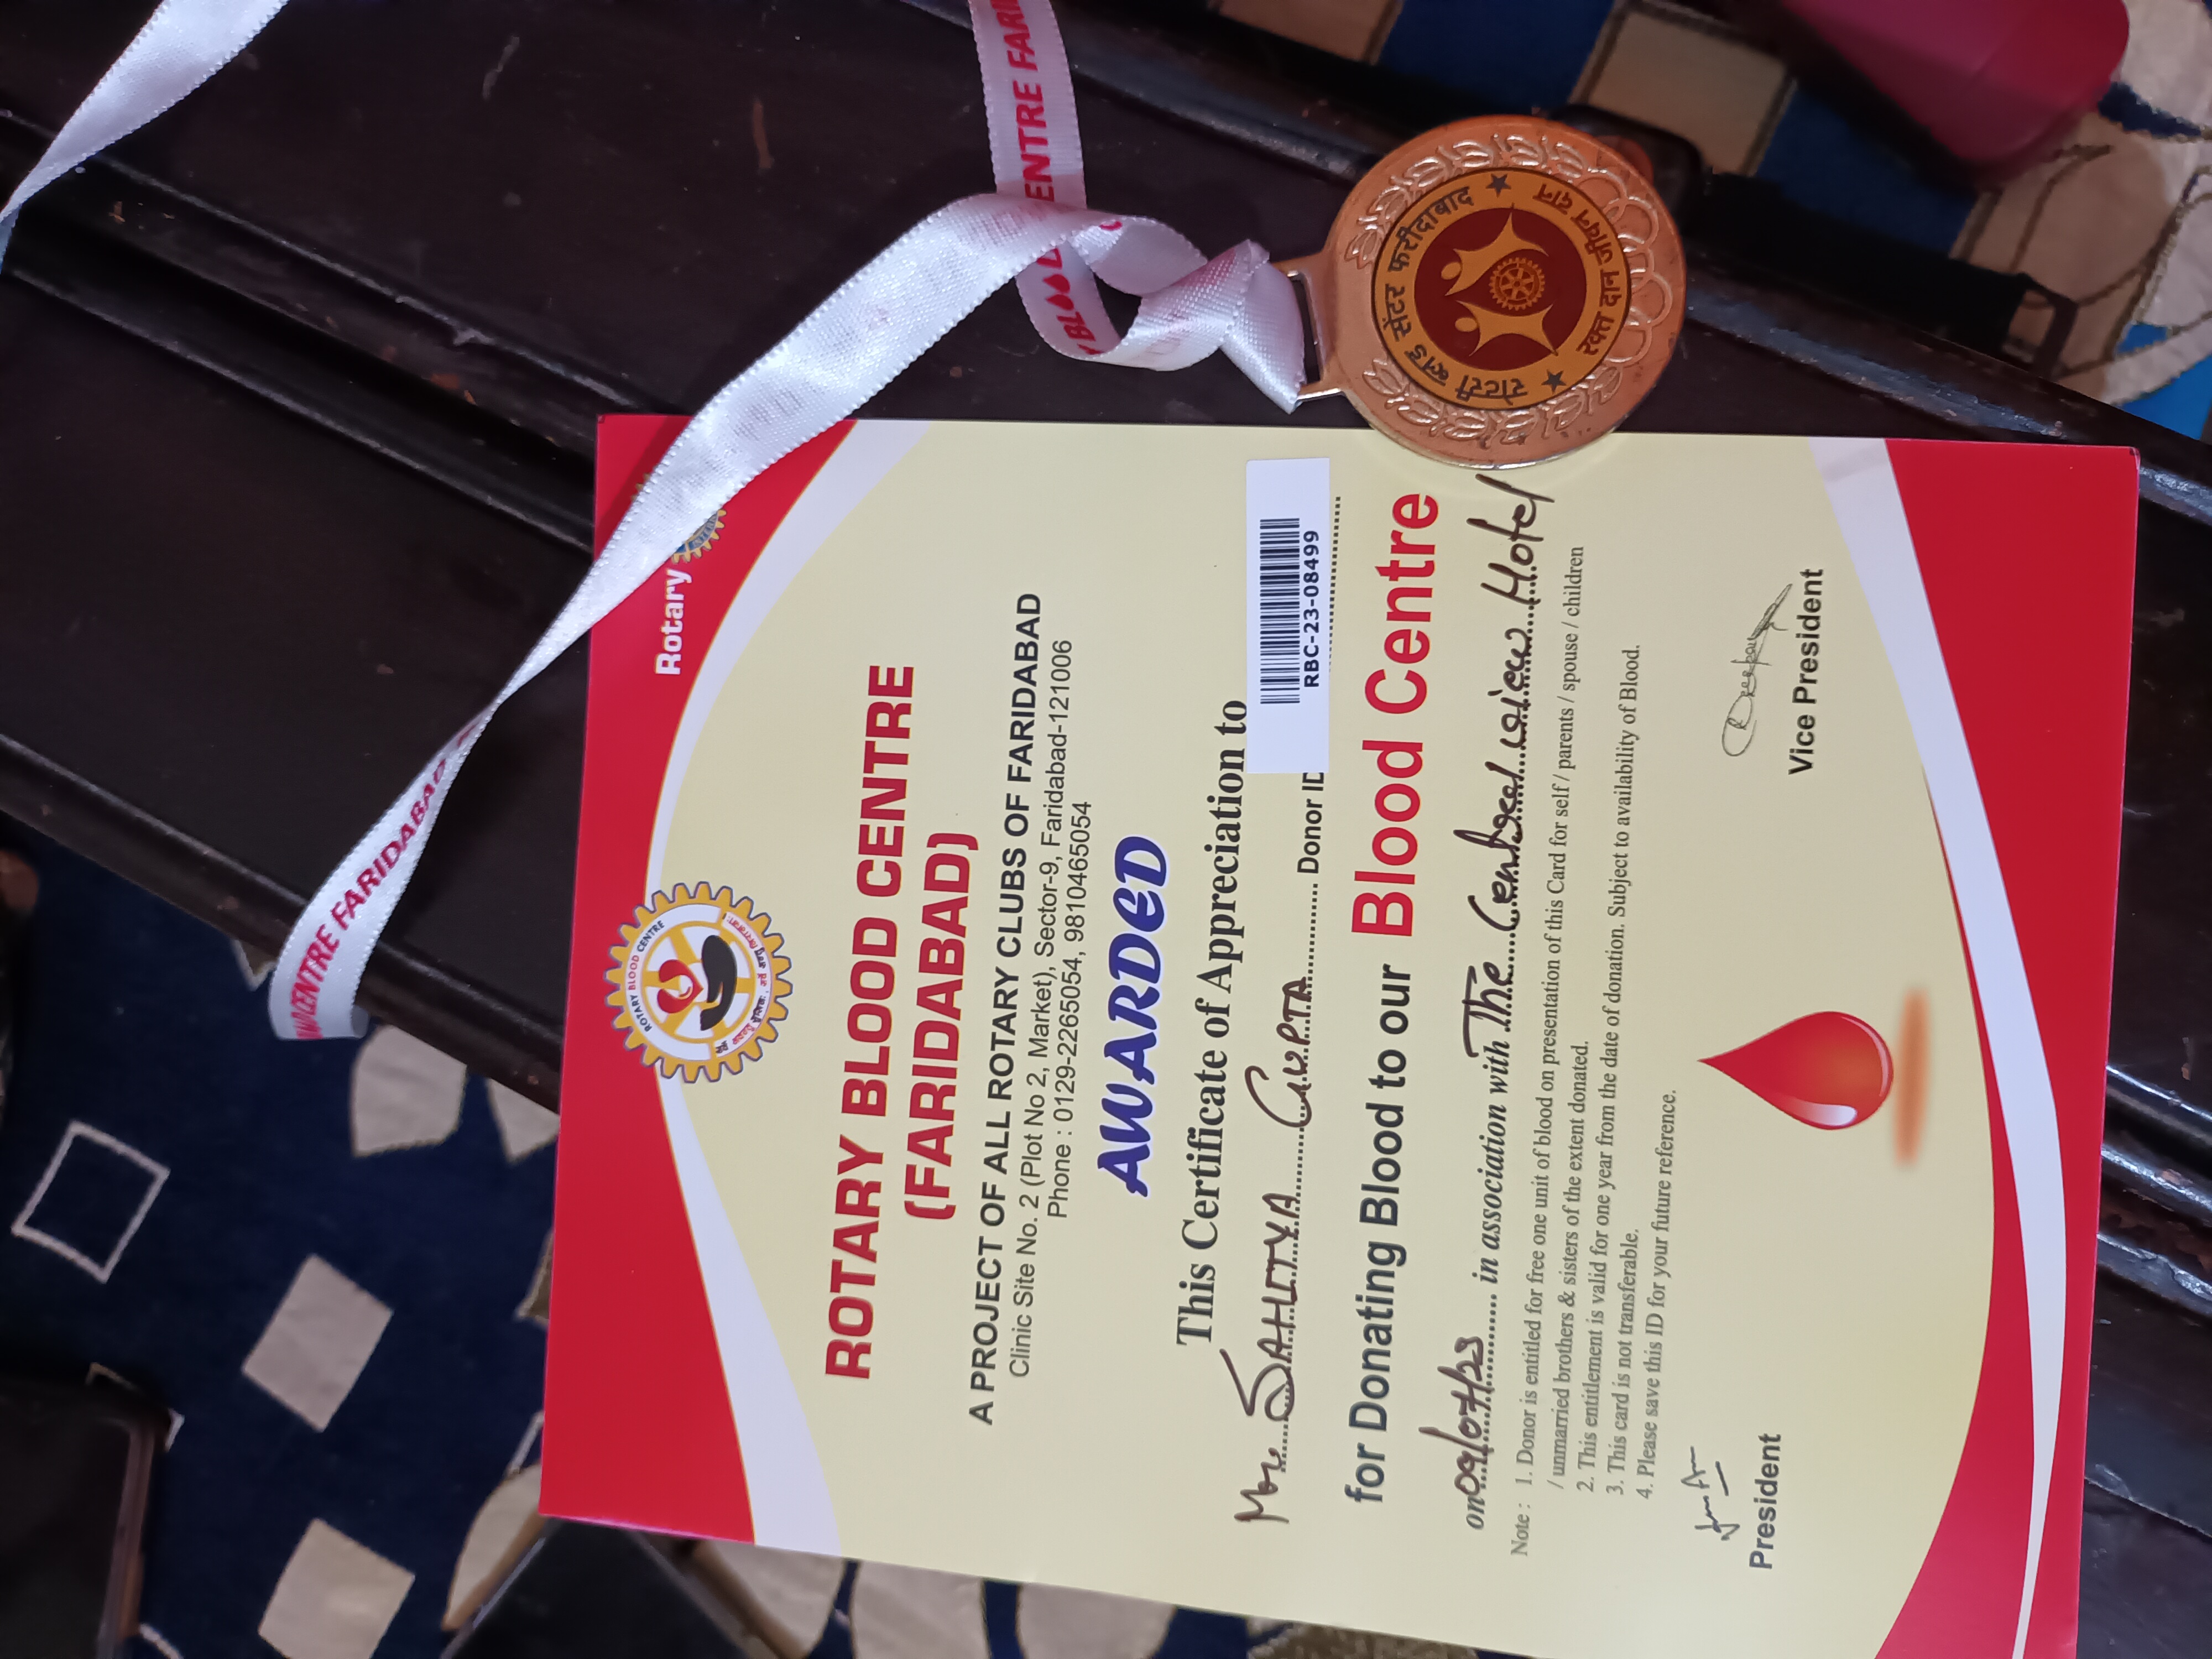 Rotary
ROTARY BLOOD CENTRE
ROTARY BLOOD CENTRE
(FARIDABAD)
A PROJECT OF ALL ROTARY CLUBS OF FARIDABAD
Clinic Site No. 2 (Plot No 2, Market), Sector-9, Faridabad-121006
Phone : 0129-2265054, 9810465054
AWARDED
This Certificate of Appreciation to
Mr. SAHITYA GUPTA Donor ID
RBC-23-08499
for Donating Blood to our Blood Centre
on 09/07/23 in association with The Central view Hotel
Note : 1. Donor is entitled for free one unit of blood on presentation of this Card for self / parents / spouse / children
/ unmarried brothers & sisters of the extent donated.
2. This entitlement is valid for one year from the date of donation. Subject to availability of Blood.
3. This card is not transferable.
4. Please save this ID for your future reference.
President
Vice President
रोटरी ब्लड सेंटर फरीदाबाद
रक्त दान जीवन दान
CENTRE FARIDABAD
BLOOD CENTRE FARI